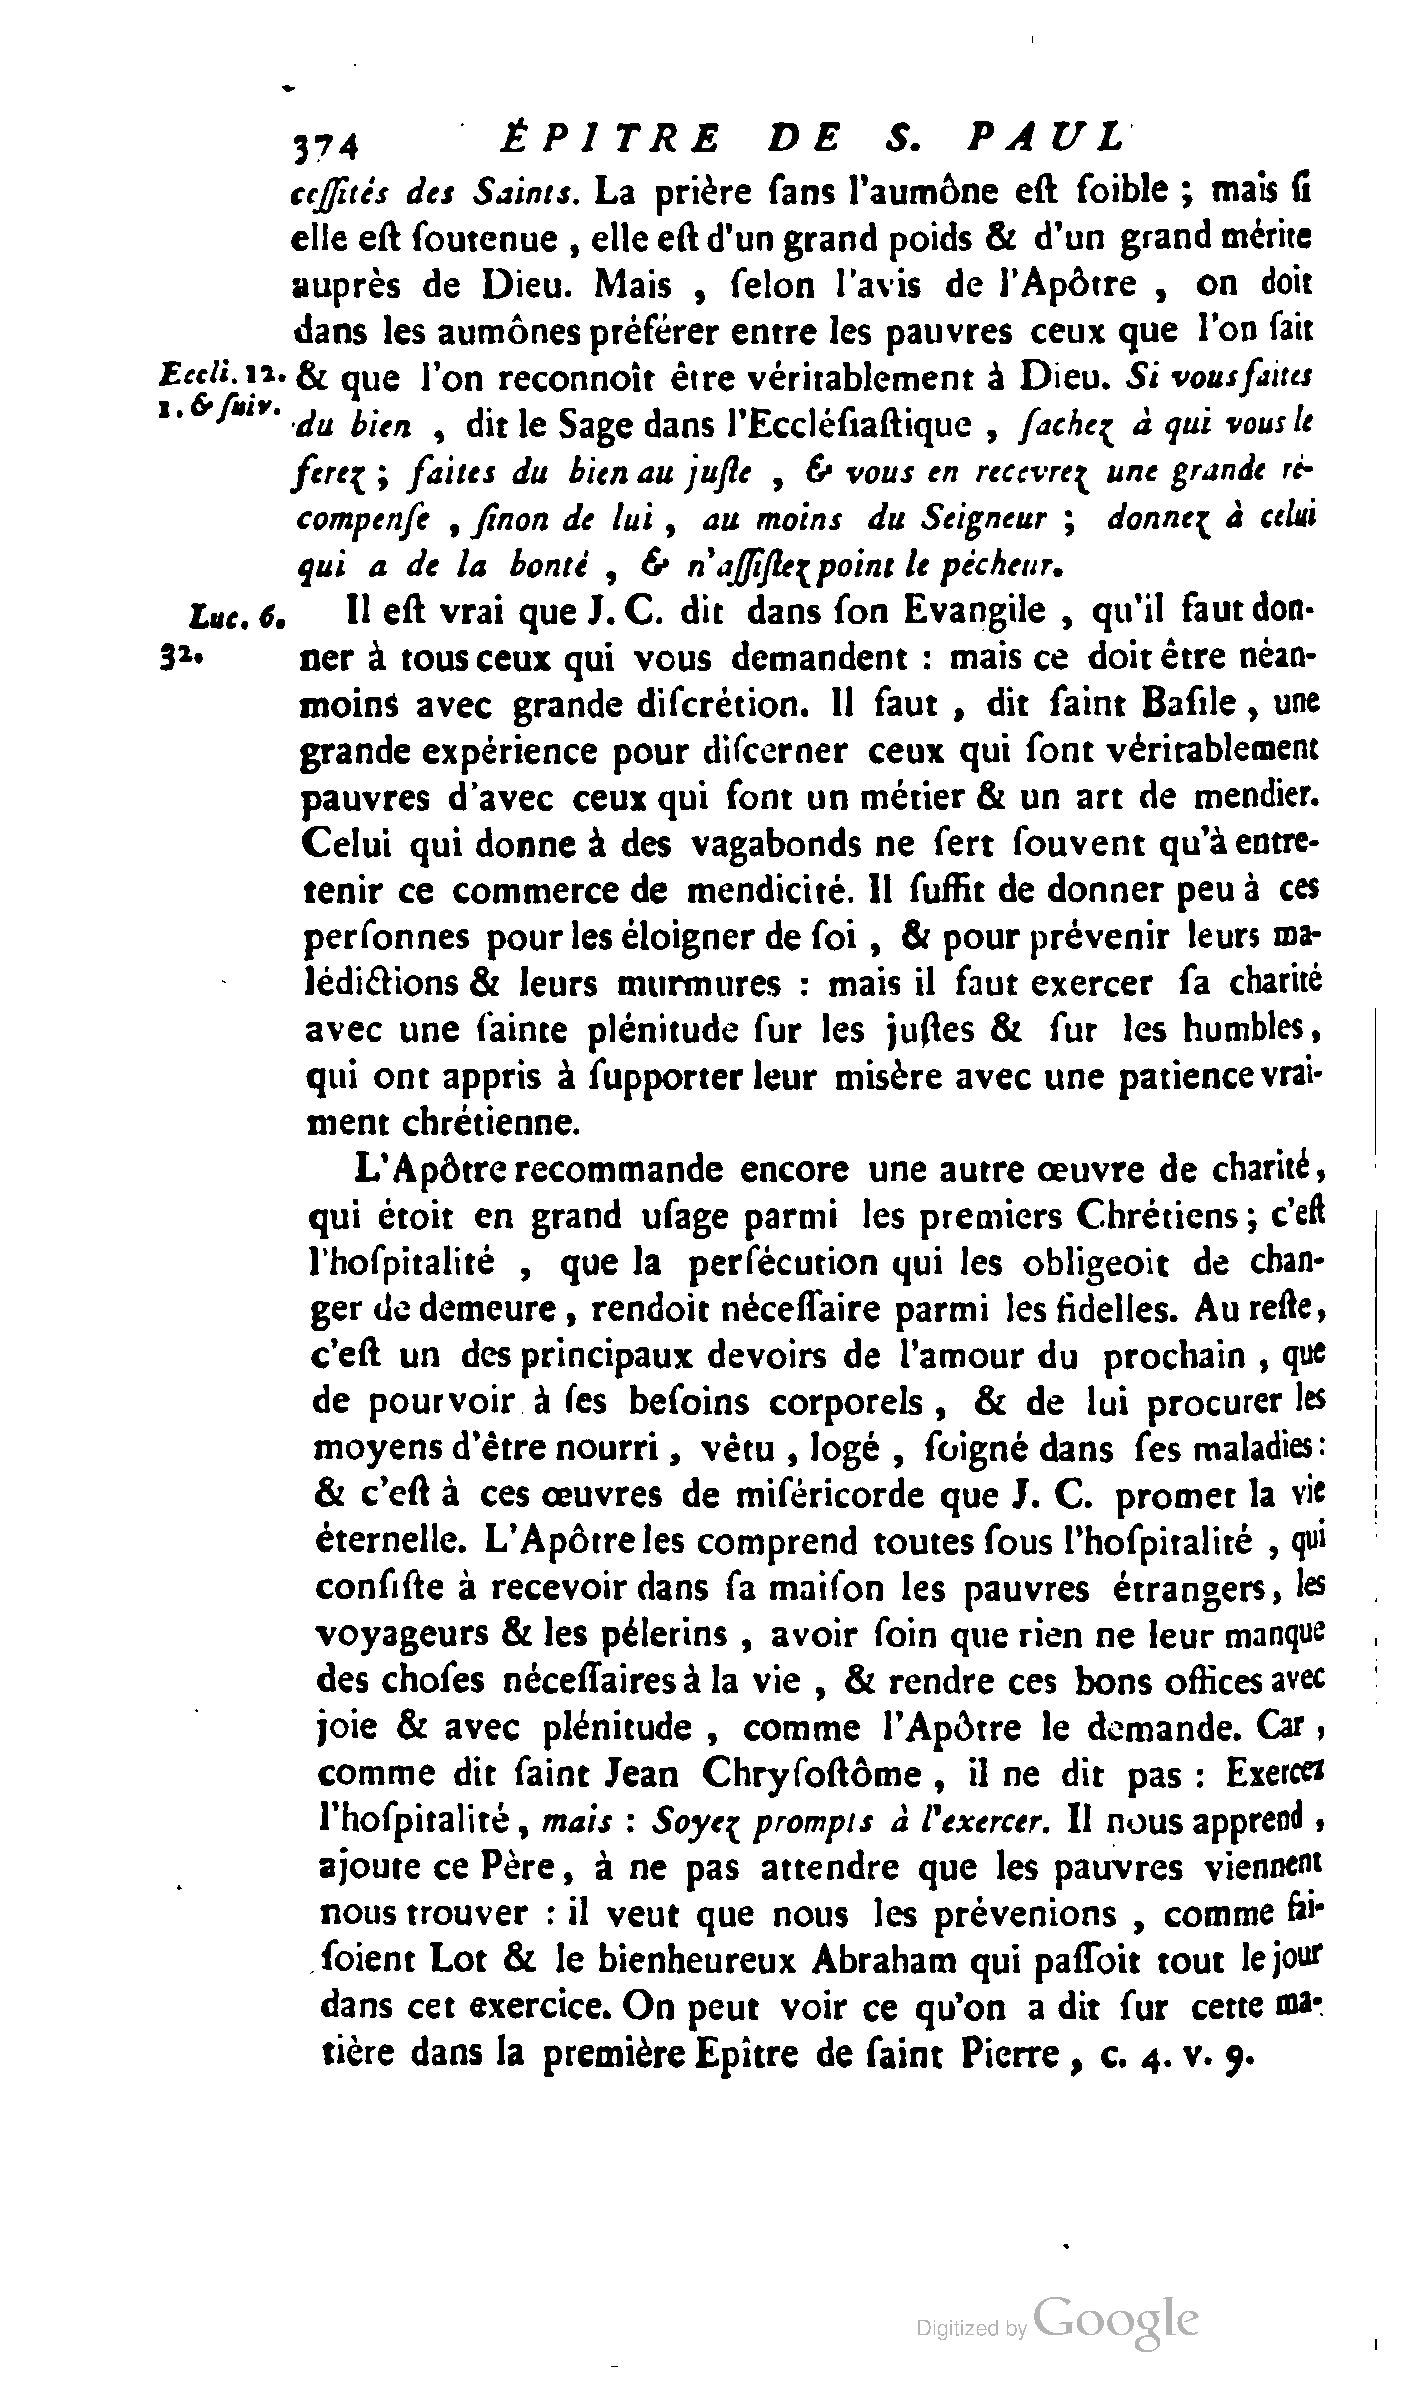 374 ÉPITRE DE S. PAUL
ceſſités des Saints. La prière ſans l'aumône eſt foible ; mais ſi
elle eſt ſoutenue , elle eſt d'un grand poids & d'un grand mérite
auprès de Dieu. Mais , ſelon l'avis de l'Apôtre , on doit
dans les aumônes préférer entre les pauvres ceux que l'on ſait
Eccli. 12. & que l'on reconnoît être véritablement à Dieu. Si vous faites
1. & ſuiv. du bien , dit le Sage dans l'Eccléſiaſtique , ſachez à qui vous le
ferez ; faites du bien au juſte , & vous en recevrez une grande ré-
compenſe , ſinon de lui , au moins du Seigneur ; donnez à celui
qui a de la bonté , & n'aſſiſtez point le pécheur.
Luc. 6. Il eſt vrai que J. C. dit dans ſon Evangile , qu'il faut don-
32. ner à tous ceux qui vous demandent : mais ce doit être néan-
moins avec grande diſcrétion. Il faut , dit ſaint Baſile , une
grande expérience pour diſcerner ceux qui ſont véritablement
pauvres d'avec ceux qui font un métier & un art de mendier.
Celui qui donne à des vagabonds ne ſert ſouvent qu'à entre-
tenir ce commerce de mendicité. Il ſuffit de donner peu à ces
perſonnes pour les éloigner de ſoi , & pour prévenir leurs ma-
lédictions & leurs murmures : mais il faut exercer ſa charité
avec une ſainte plénitude ſur les juſtes & ſur les humbles,
qui ont appris à ſupporter leur misère avec une patience vrai-
ment chrétienne.
L'Apôtre recommande encore une autre œuvre de charité,
qui étoit en grand uſage parmi les premiers Chrétiens ; c'eſt
l'hoſpitalité , que la perſécution qui les obligeoit de chan-
ger de demeure , rendoit néceſſaire parmi les fidelles. Au reſte,
c'eſt un des principaux devoirs de l'amour du prochain , que
de pourvoir à ſes beſoins corporels , & de lui procurer les
moyens d'être nourri , vêtu , logé , ſoigné dans ſes maladies :
& c'eſt à ces œuvres de miſéricorde que J. C. promet la vie
éternelle. L'Apôtre les comprend toutes ſous l'hoſpitalité , qui
conſiſte à recevoir dans ſa maiſon les pauvres étrangers, les
voyageurs & les pélerins , avoir ſoin que rien ne leur manque
des choſes néceſſaires à la vie , & rendre ces bons offices avec
joie & avec plénitude , comme l'Apôtre le demande. Car ,
comme dit ſaint Jean Chryſoſtôme , il ne dit pas : Exercez
l'hoſpitalité , mais : Soyez prompts à l'exercer. Il nous apprend ,
ajoute ce Père, à ne pas attendre que les pauvres viennent
nous trouver : il veut que nous les prévenions , comme fai-
ſoient Lot & le bienheureux Abraham qui paſſoit tout le jour
dans cet exercice. On peut voir ce qu'on a dit ſur cette ma-
tière dans la première Epître de ſaint Pierre , c. 4. v. 9.
Digitized by Google